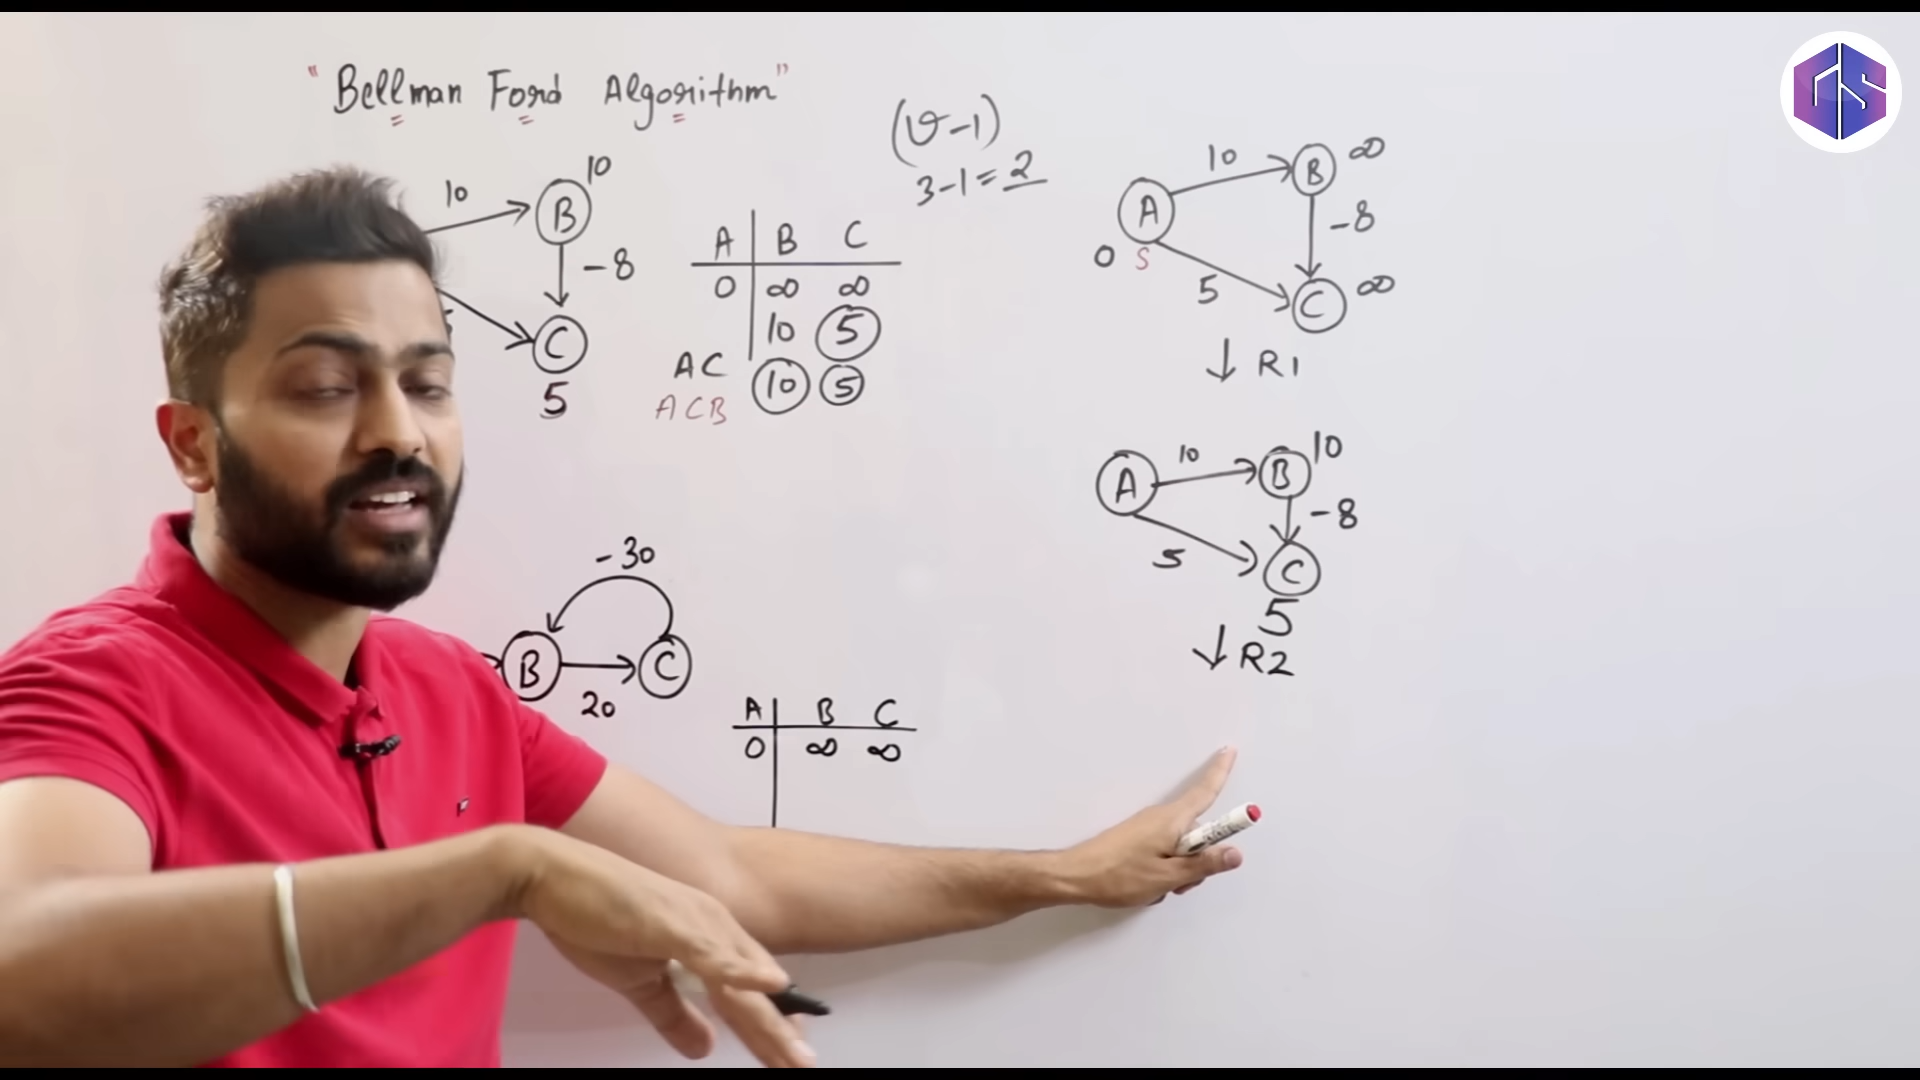 "Bellman Ford Algorithm"
(V-1)
3-1=2
10
B
10
-8
C
5
A B C
0 ∞ ∞
10 5
AC 10 5
ACB
10
A
B
∞
-8
0
S
5
C
∞
↓ R1
10
A
B
10
-8
5
C
5
↓ R2
-30
B
C
20
A B C
0 ∞ ∞